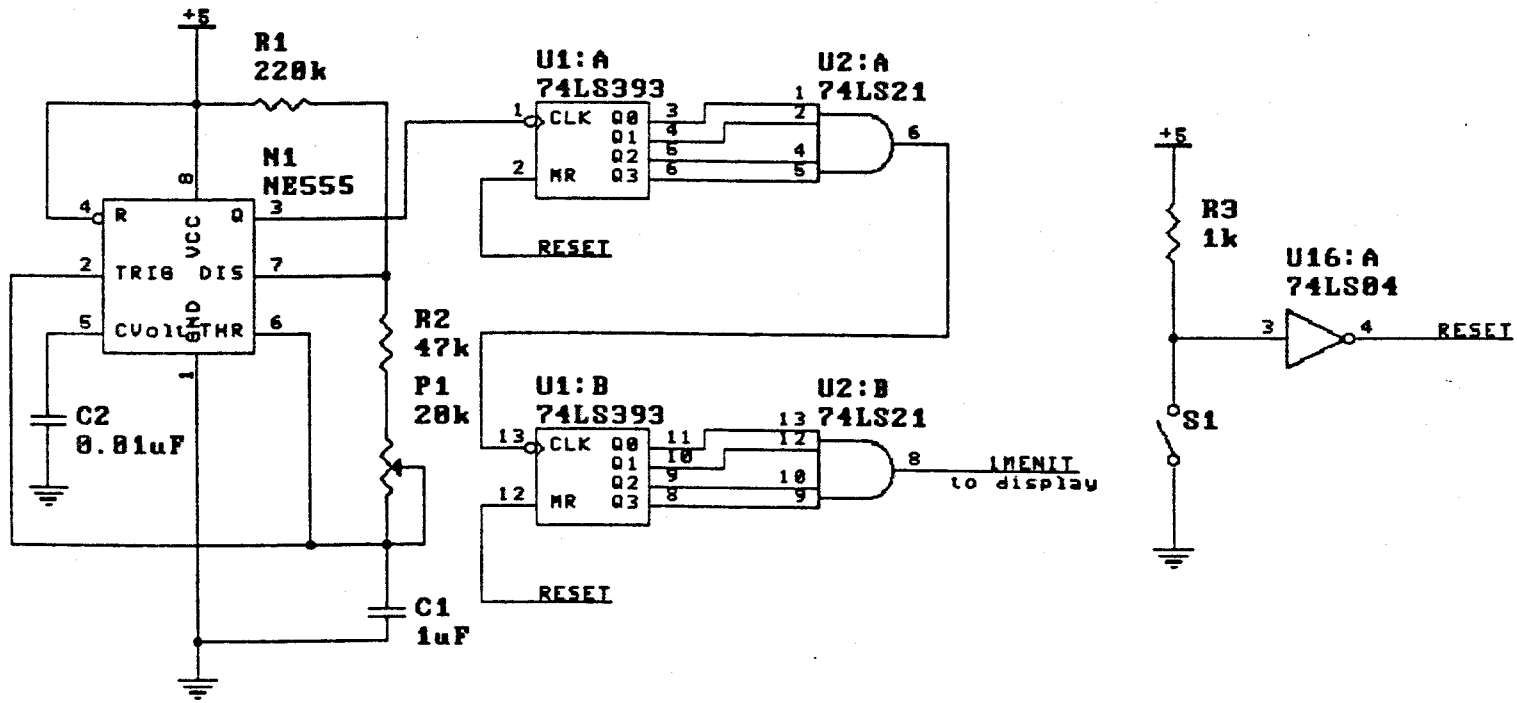 +5
R1
220k
N1
NE555
8
4
R
Q
3
VCC
2
TRIG
DIS
7
5
CVolt
GND
THR
6
1
R2
47k
P1
20k
C2
0.01uF
C1
1uF
U1:A
74LS393
1
CLK
Q0
3
Q1
4
Q2
5
2
MR
Q3
6
RESET
U2:A
74LS21
1
2
4
5
6
U1:B
74LS393
13
CLK
Q0
11
Q1
10
Q2
9
12
MR
Q3
8
RESET
U2:B
74LS21
13
12
10
9
8
1MENIT
to display
+5
R3
1k
U16:A
74LS04
3
4
RESET
S1